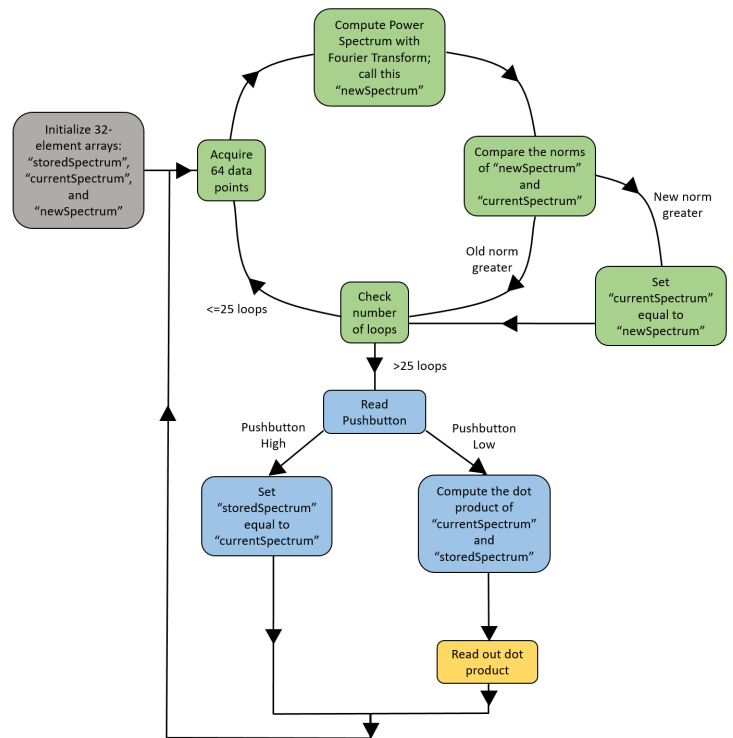 Compute Power
Spectrum with
Fourier Transform;
call this
“newSpectrum”
Initialize 32-
element arrays:
“storedSpectrum”,
“currentSpectrum”,
and
“newSpectrum”
Acquire
64 data
points
Compare the norms
of “newSpectrum”
and
“currentSpectrum”
New norm
greater
Old norm
greater
Set
“currentSpectrum”
equal to
“newSpectrum”
Check
number
of loops
<=25 loops
>25 loops
Read
Pushbutton
Pushbutton
High
Pushbutton
Low
Set
“storedSpectrum”
equal to
“currentSpectrum”
Compute the dot
product of
“currentSpectrum”
and
“storedSpectrum”
Read out dot
product